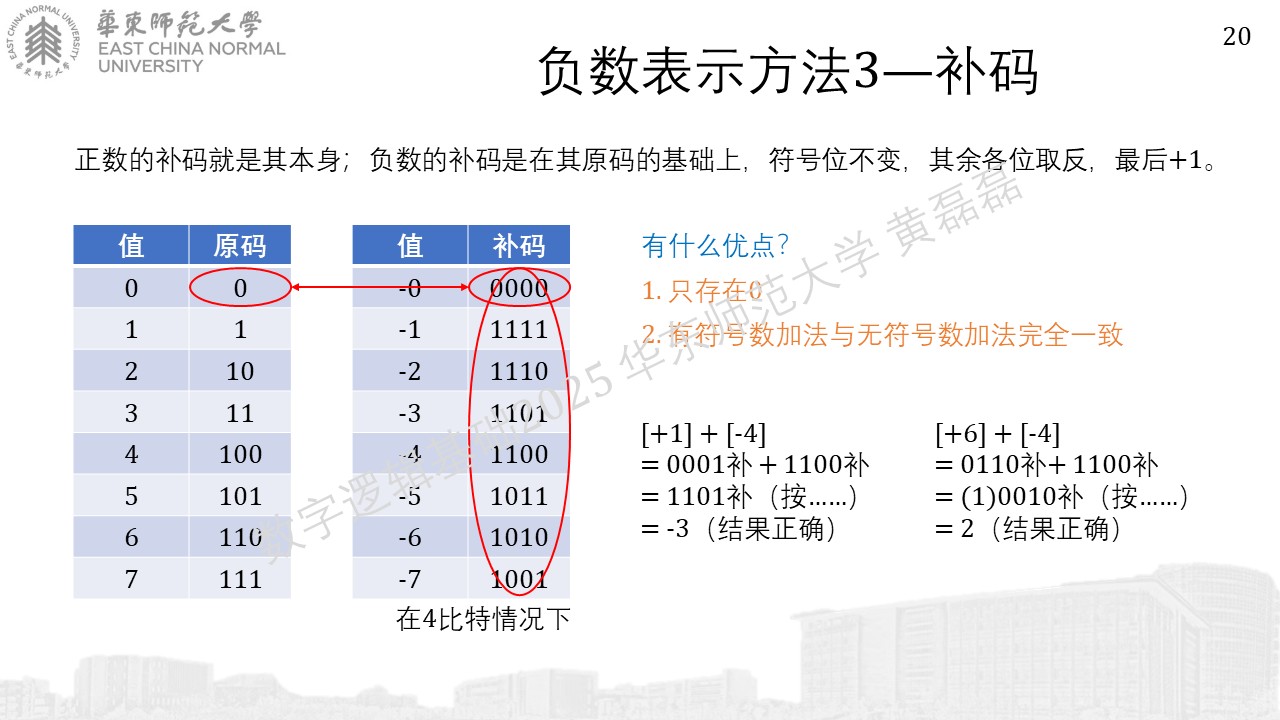 華東師範大學
EAST CHINA NORMAL
UNIVERSITY
EAST CHINA NORMAL UNIVERSITY
華東師範大學
20
负数表示方法3—补码
正数的补码就是其本身；负数的补码是在其原码的基础上，符号位不变，其余各位取反，最后+1。
值 原码
0 0
1 1
2 10
3 11
4 100
5 101
6 110
7 111
值 补码
-0 0000
-1 1111
-2 1110
-3 1101
-4 1100
-5 1011
-6 1010
-7 1001
在4比特情况下
有什么优点？
1. 只存在0
2. 有符号数加法与无符号数加法完全一致
[+1] + [-4]
= 0001补 + 1100补
= 1101补（按……）
= -3（结果正确）
[+6] + [-4]
= 0110补+ 1100补
= (1)0010补（按……）
= 2（结果正确）
数字逻辑基础2025 华东师范大学 黄磊磊